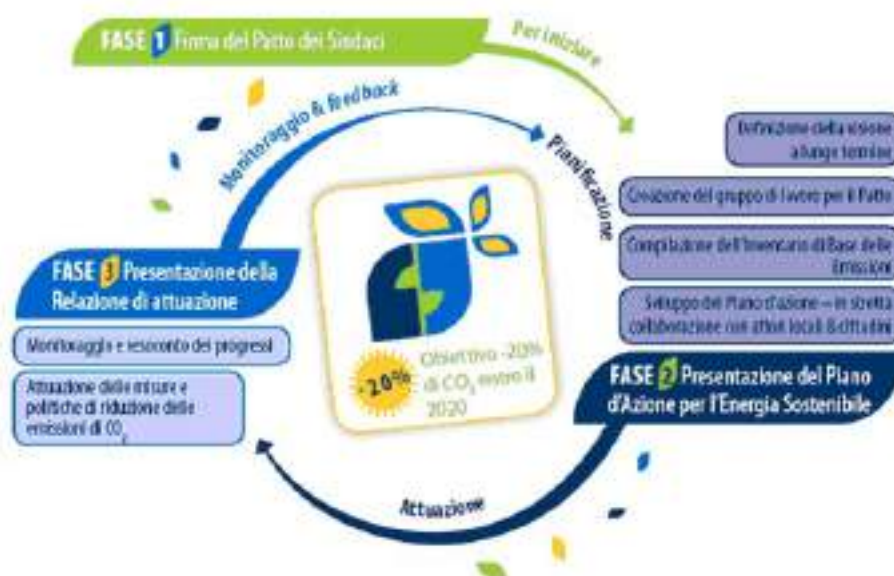 FASE 1 Firma del Patto dei Sindaci
Per iniziare
Monitoraggio & feedback
Pianificazione
Definizione della visione
a lungo termine
Creazione del gruppo di lavoro per il Patto
Compilazione dell'Inventario di Base delle
Emissioni
Sviluppo del Piano d'azione – in stretta
collaborazione con attori locali & cittadini
FASE 2 Presentazione del Piano
d'Azione per l'Energia Sostenibile
FASE 3 Presentazione della
Relazione di attuazione
Monitoraggio e resoconto dei progressi
Attuazione delle misure e
politiche di riduzione delle
emissioni di CO₂
-20%
Obiettivo -20%
di CO₂ entro il
2020
Attuazione